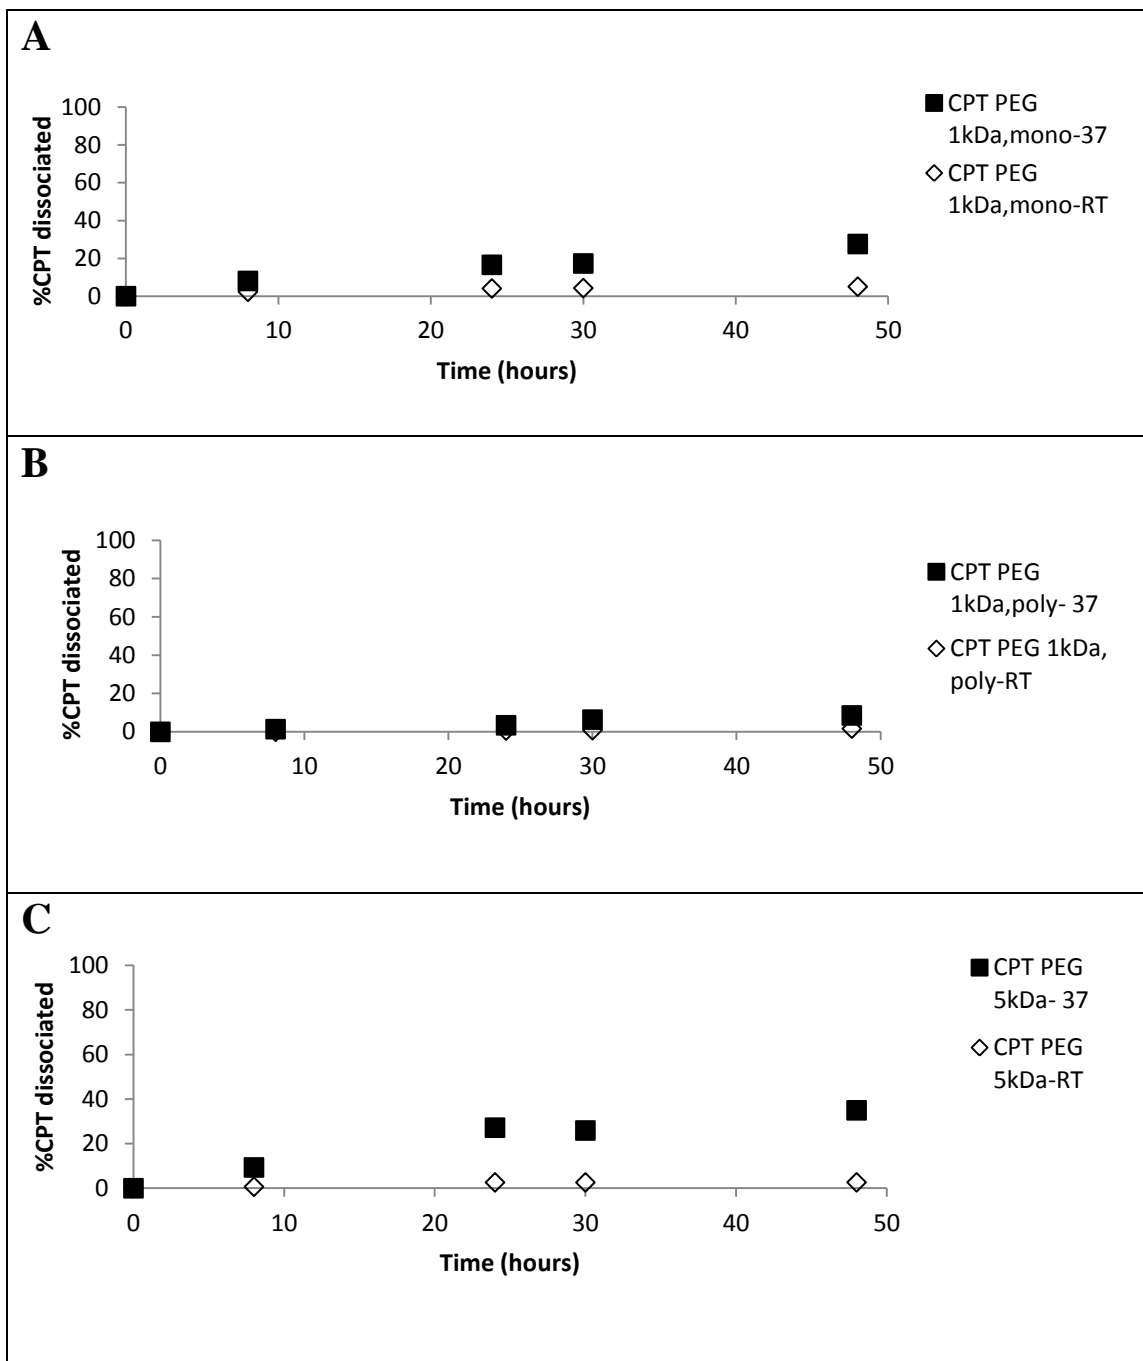 A
100
80
60
40
20
0
%CPT dissociated
0 10 20 30 40 50
Time (hours)
CPT PEG
1kDa,mono-37
CPT PEG
1kDa,mono-RT
B
100
80
60
40
20
0
%CPT dissociated
0 10 20 30 40 50
Time (hours)
CPT PEG
1kDa,poly- 37
CPT PEG 1kDa,
poly-RT
C
100
80
60
40
20
0
%CPT dissociated
0 10 20 30 40 50
Time (hours)
CPT PEG
5kDa- 37
CPT PEG
5kDa-RT